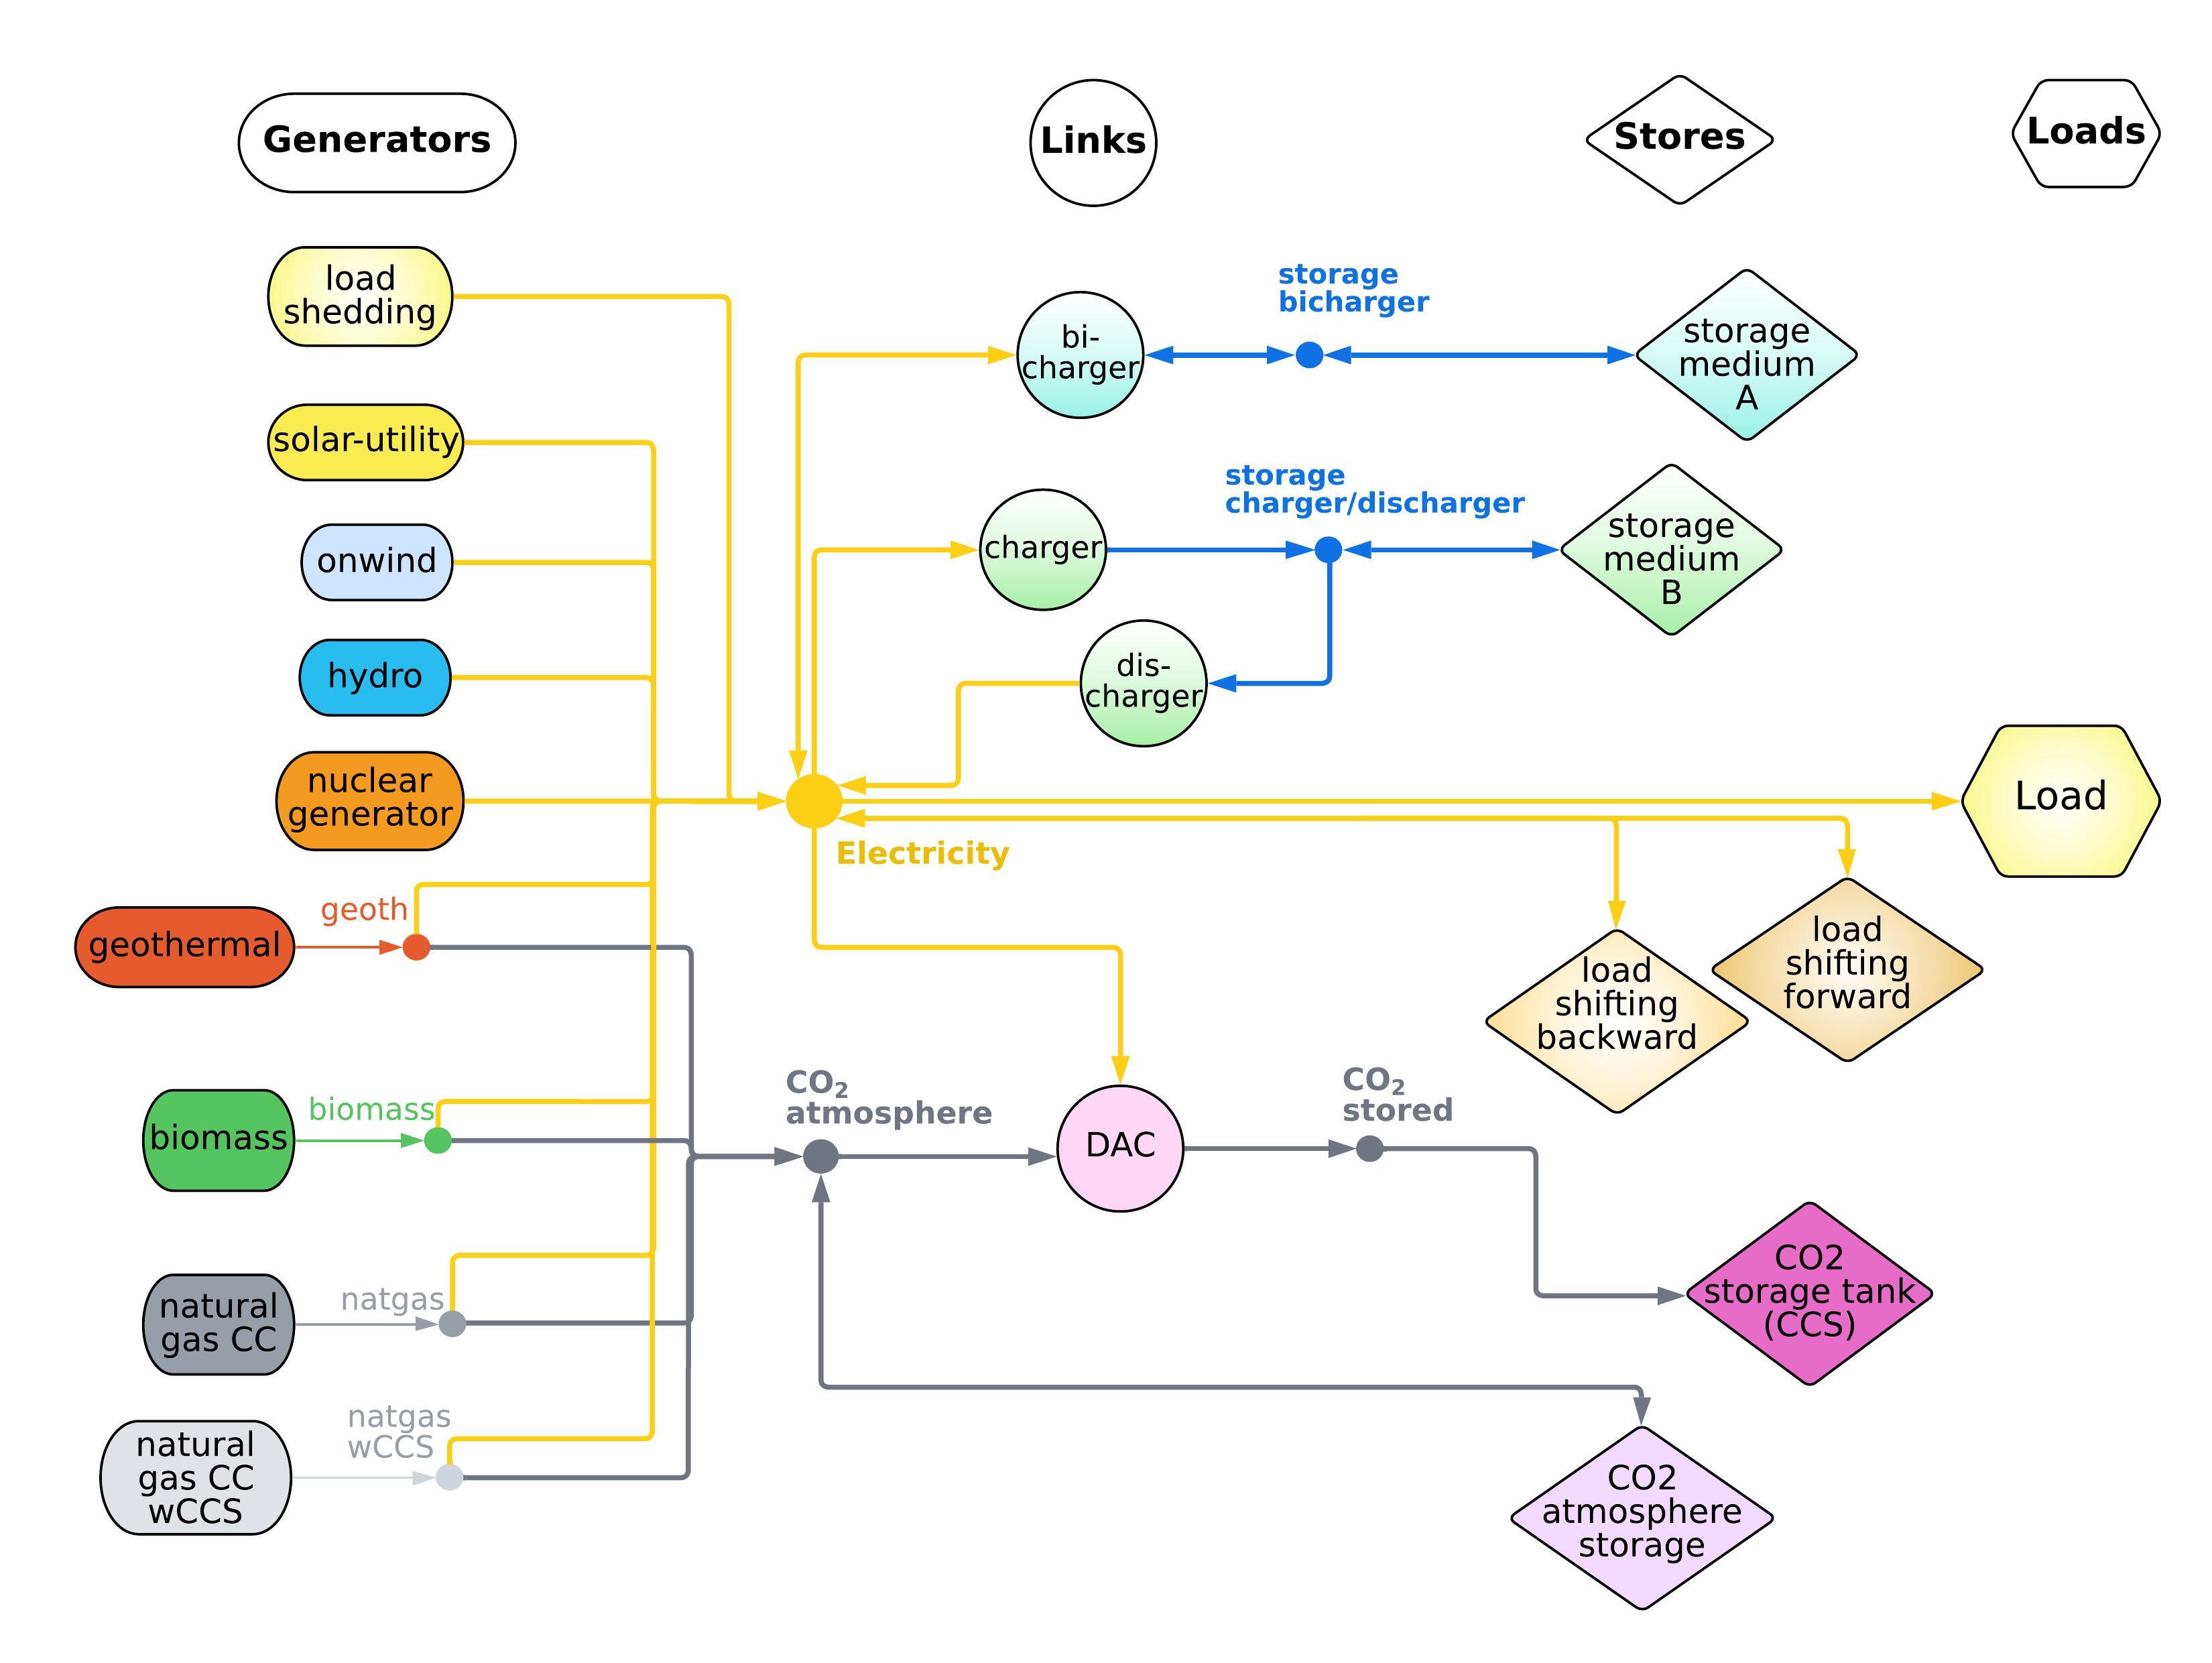 Generators
Links
Stores
Loads
load
shedding
solar-utility
onwind
hydro
nuclear
generator
geothermal
geoth
biomass
biomass
natural
gas CC
natgas
natural
gas CC
wCCS
natgas
wCCS
bi-
charger
storage
bicharger
storage
medium
A
charger
storage
charger/discharger
storage
medium
B
dis-
charger
Electricity
Load
load
shifting
backward
load
shifting
forward
CO₂
atmosphere
DAC
CO₂
stored
CO2
storage tank
(CCS)
CO2
atmosphere
storage